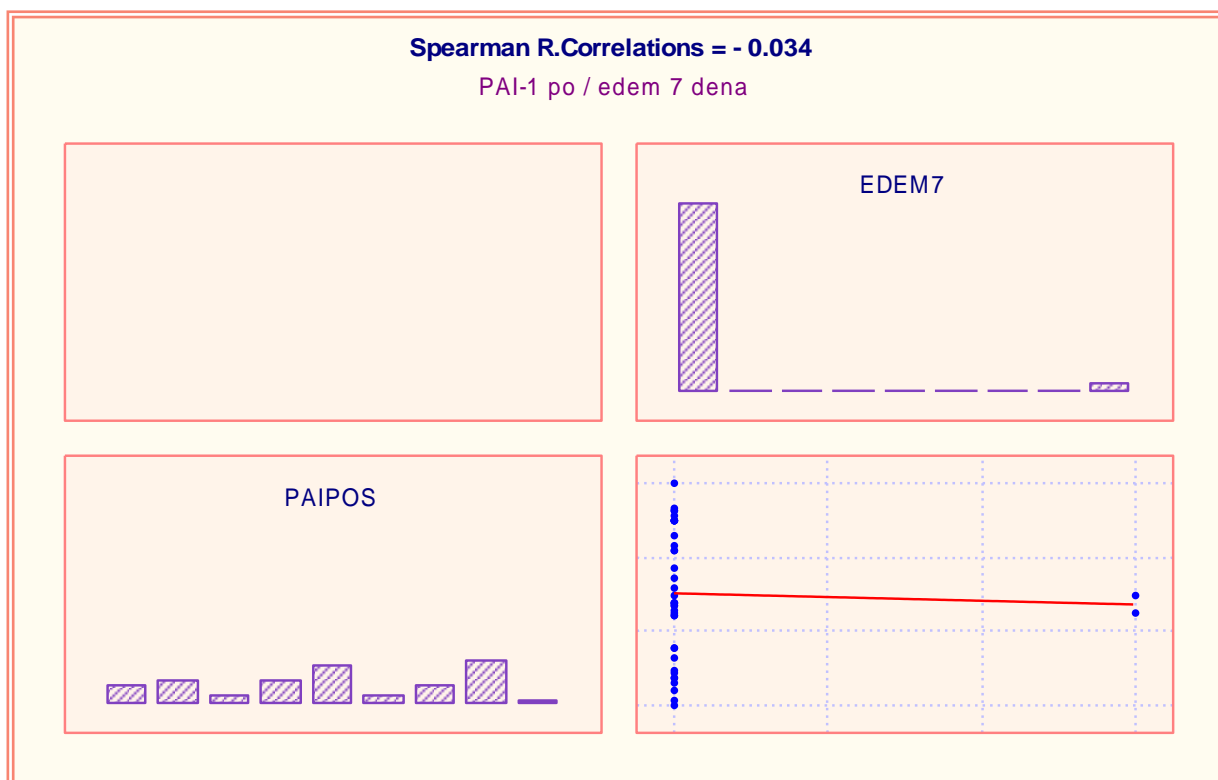 Spearman R.Correlations = - 0.034
PAI-1 po / edem 7 dena
EDEM7
PAIPOS